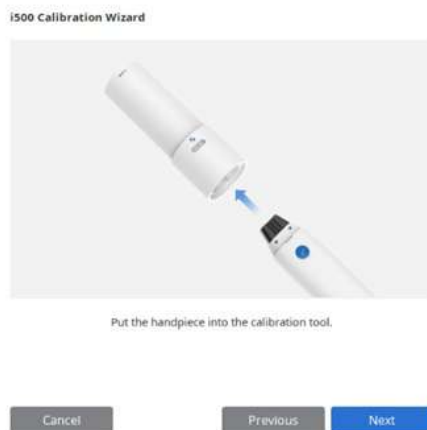 i500 Calibration Wizard
Put the handpiece into the calibration tool.
Cancel
Previous
Next